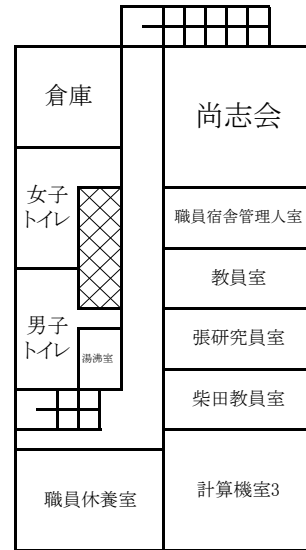 倉庫
尚志会
女子
トイレ
職員宿舎管理人室
教員室
男子
トイレ
湯沸室
張研究員室
柴田教員室
職員休養室
計算機室3